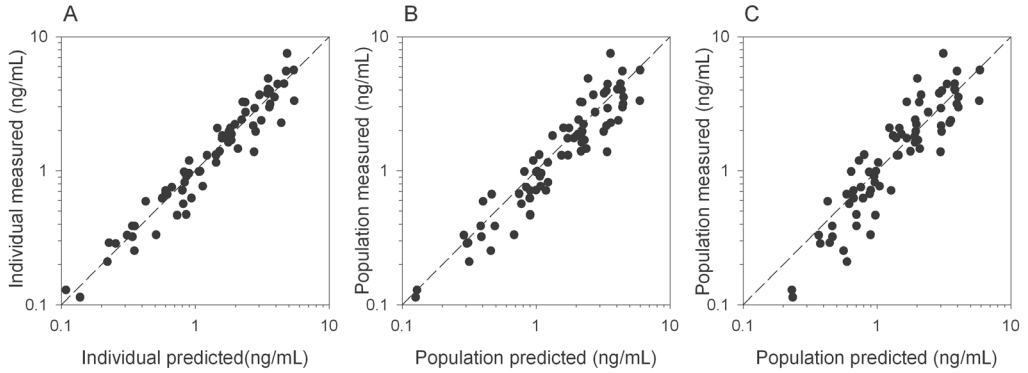 A
B
C
Individual measured (ng/mL)
10
1
0.1
0.1
1
10
Individual predicted(ng/mL)
Population measured (ng/mL)
10
1
0.1
0.1
1
10
Population predicted (ng/mL)
Population measured (ng/mL)
10
1
0.1
0.1
1
10
Population predicted (ng/mL)